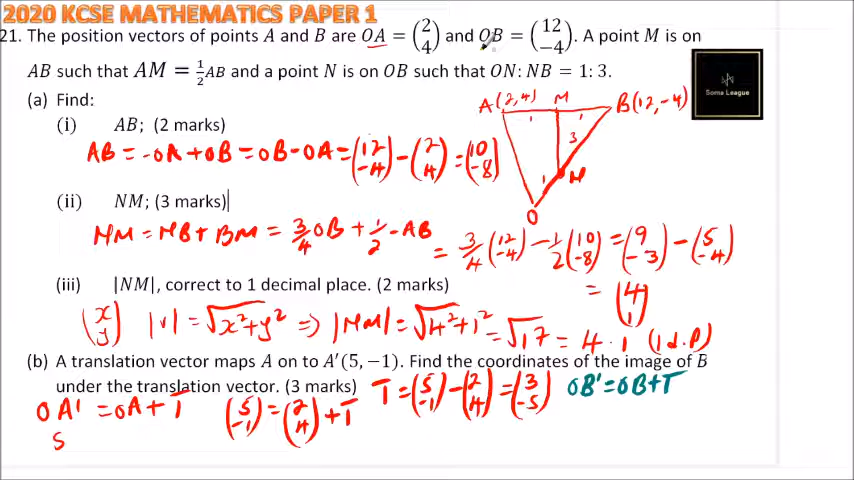 2020 KCSE MATHEMATICS PAPER 1
21. The position vectors of points A and B are OA = (2 4) and OB = (12 −4). A point M is on
AB such that AM = 1/2 AB and a point N is on OB such that ON: NB = 1: 3.
Soma League
(a) Find:
A(2,4) M B(12,-4)
(i) AB; (2 marks)
1 1
3
AB = -OA + OB = OB - OA = (12 -4) - (2 4) = (10 -8)
1 N
(ii) NM; (3 marks)
O
NM = NB + BM = 3/4 OB + 1/2 - AB
= 3/4 (12 -4) - 1/2 (10 -8) = (9 -3) - (5 -4)
= (4 1)
(iii) |NM|, correct to 1 decimal place. (2 marks)
(x y) |v| = √x²+y² ⇒ |NM| = √4²+1² = √17 = 4.1 (1 d.p)
(b) A translation vector maps A on to A′(5, −1). Find the coordinates of the image of B
under the translation vector. (3 marks)
T = (5 -1) - (2 4) = (3 -5) OB' = OB + T
OA' = OA + T (5 -1) = (2 4) + T
5